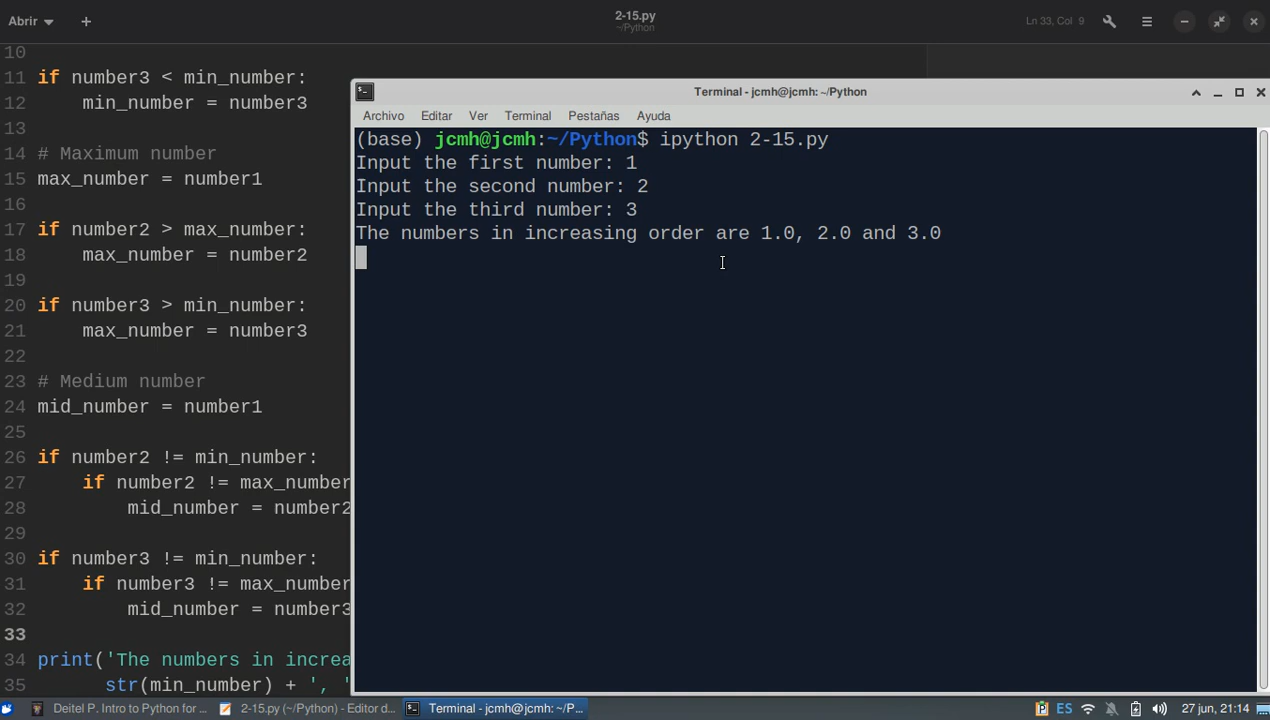 Abrir
2-15.py
~/Python
Ln 33, Col 9
10
11 if number3 < min_number:
12     min_number = number3
13
14 # Maximum number
15 max_number = number1
16
17 if number2 > max_number:
18     max_number = number2
19
20 if number3 > min_number:
21     max_number = number3
22
23 # Medium number
24 mid_number = number1
25
26 if number2 != min_number:
27     if number2 != max_number
28         mid_number = number2
29
30 if number3 != min_number:
31     if number3 != max_number
32         mid_number = number3
33
34 print('The numbers in increa
35       str(min_number) + ', '
Terminal - jcmh@jcmh: ~/Python
Archivo Editar Ver Terminal Pestañas Ayuda
(base) jcmh@jcmh:~/Python$ ipython 2-15.py
Input the first number: 1
Input the second number: 2
Input the third number: 3
The numbers in increasing order are 1.0, 2.0 and 3.0
Deitel P. Intro to Python for ...
2-15.py (~/Python) - Editor d...
Terminal - jcmh@jcmh: ~/P...
ES
27 jun, 21:14